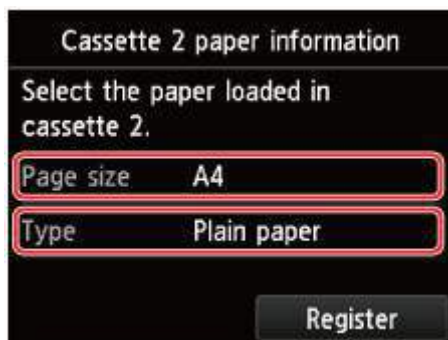 Cassette 2 paper information
Select the paper loaded in
cassette 2.
Page size A4
Type Plain paper
Register